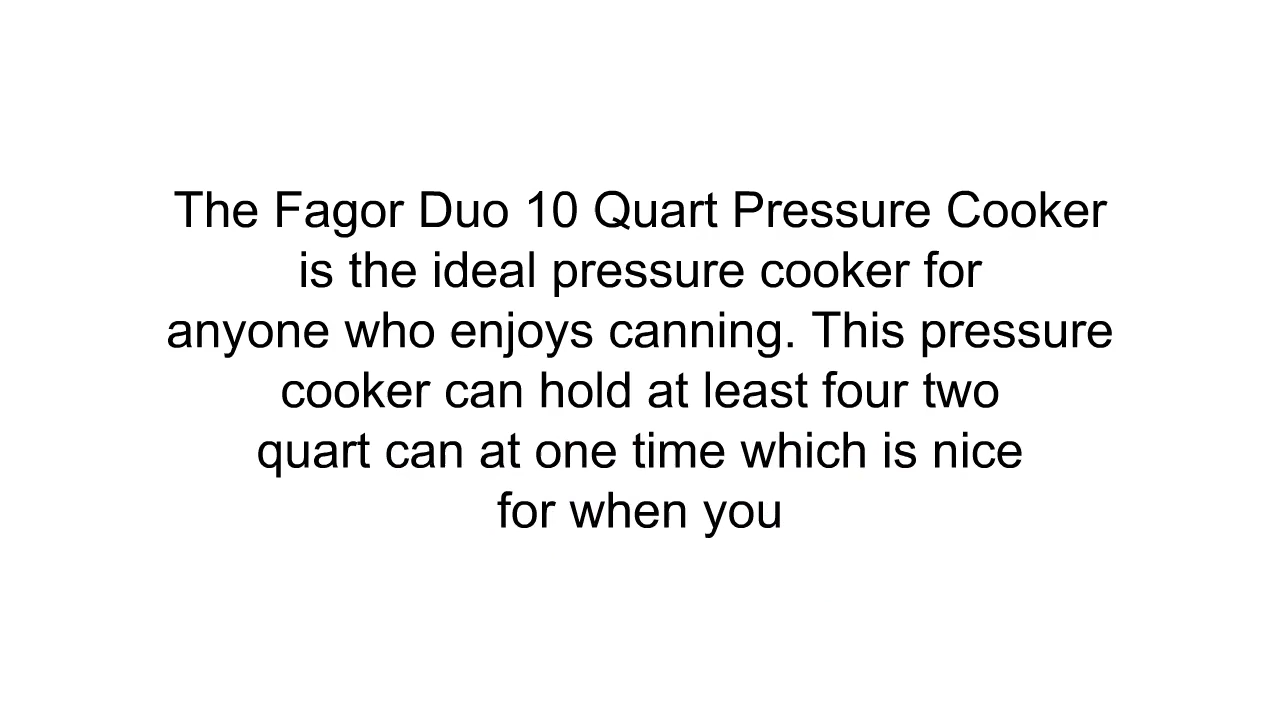 The Fagor Duo 10 Quart Pressure Cooker
is the ideal pressure cooker for
anyone who enjoys canning. This pressure
cooker can hold at least four two
quart can at one time which is nice
for when you